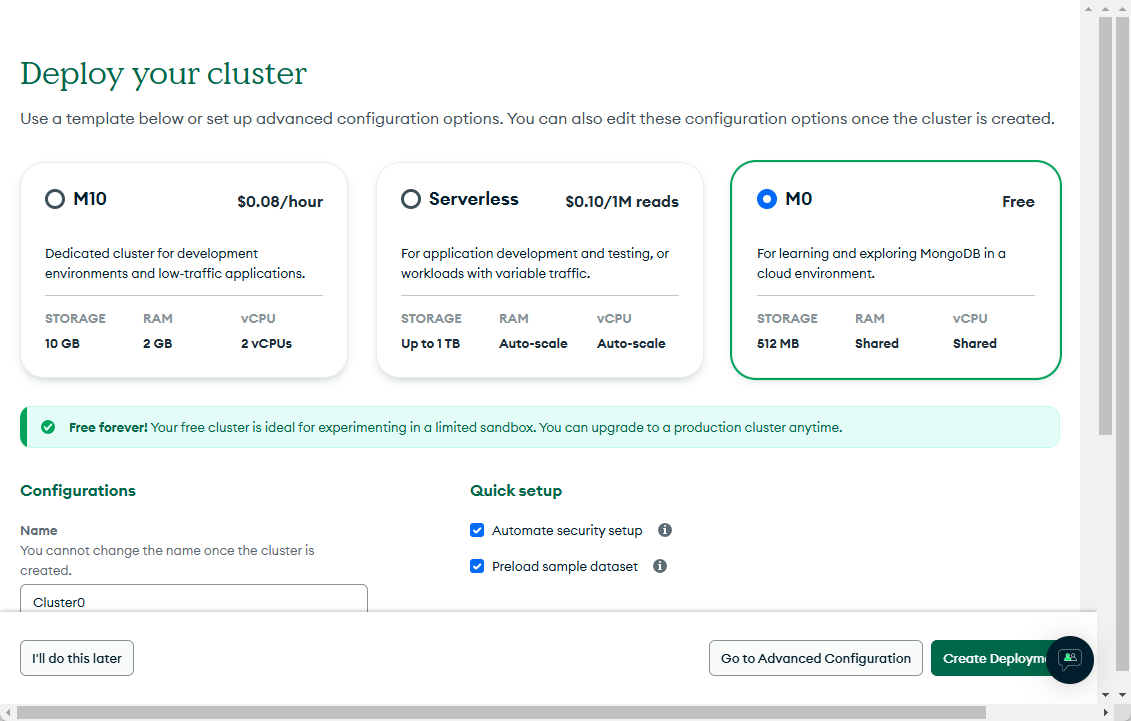 Deploy your cluster
Use a template below or set up advanced configuration options. You can also edit these configuration options once the cluster is created.
M10
$0.08/hour
Dedicated cluster for development
environments and low-traffic applications.
STORAGE RAM vCPU
10 GB 2 GB 2 vCPUs
Serverless
$0.10/1M reads
For application development and testing, or
workloads with variable traffic.
STORAGE RAM vCPU
Up to 1 TB Auto-scale Auto-scale
M0
Free
For learning and exploring MongoDB in a
cloud environment.
STORAGE RAM vCPU
512 MB Shared Shared
Free forever! Your free cluster is ideal for experimenting in a limited sandbox. You can upgrade to a production cluster anytime.
Configurations
Name
You cannot change the name once the cluster is
created.
Cluster0
Quick setup
Automate security setup
Preload sample dataset
I'll do this later
Go to Advanced Configuration
Create